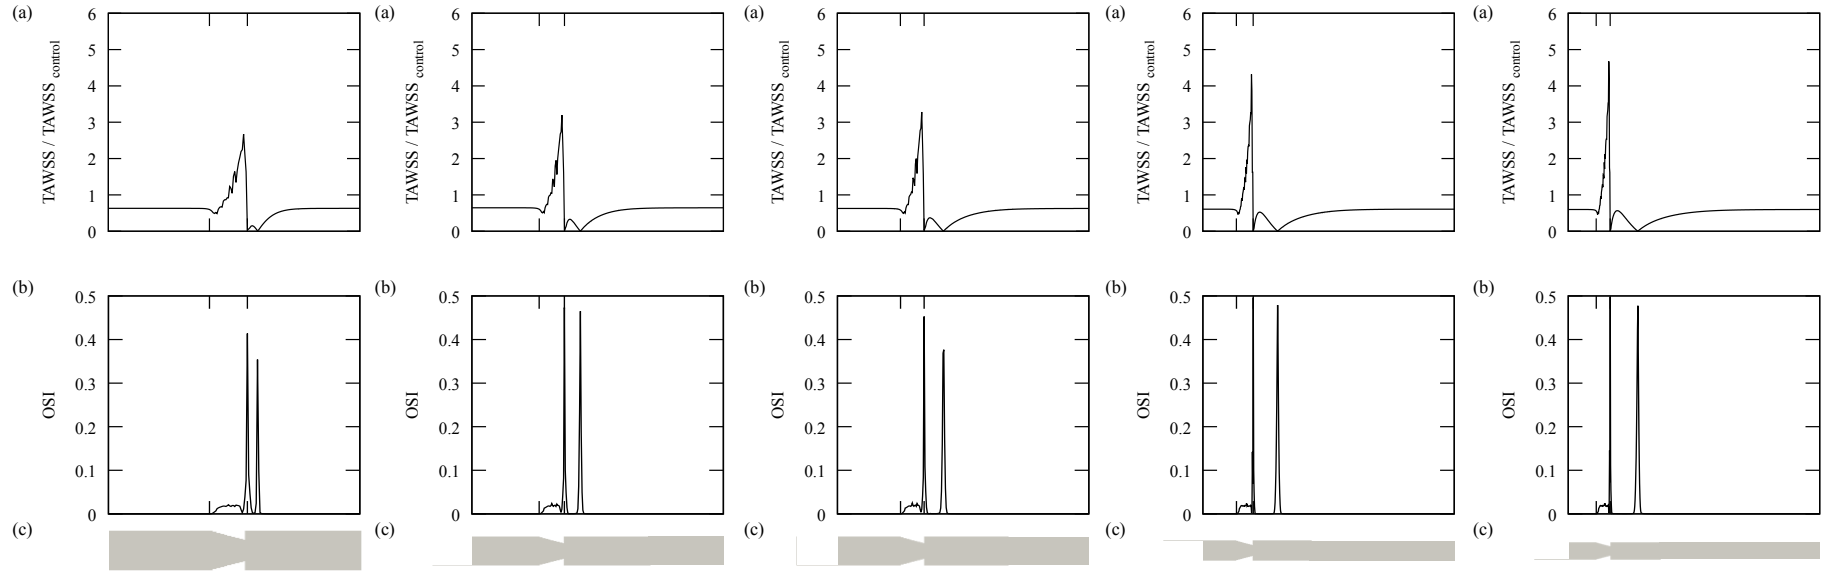 (a) (a) (a) (a) (a)
6 6 6 6 6
5 5 5 5 5
4 4 4 4 4
3 3 3 3 3
2 2 2 2 2
1 1 1 1 1
0 0 0 0 0
TAWSS / TAWSS control
TAWSS / TAWSS control
TAWSS / TAWSS control
TAWSS / TAWSS control
TAWSS / TAWSS control
(b) (b) (b) (b) (b)
0.5 0.5 0.5 0.5 0.5
0.4 0.4 0.4 0.4 0.4
0.3 0.3 0.3 0.3 0.3
0.2 0.2 0.2 0.2 0.2
0.1 0.1 0.1 0.1 0.1
0 0 0 0 0
OSI
OSI
OSI
OSI
OSI
(c) (c) (c) (c) (c)